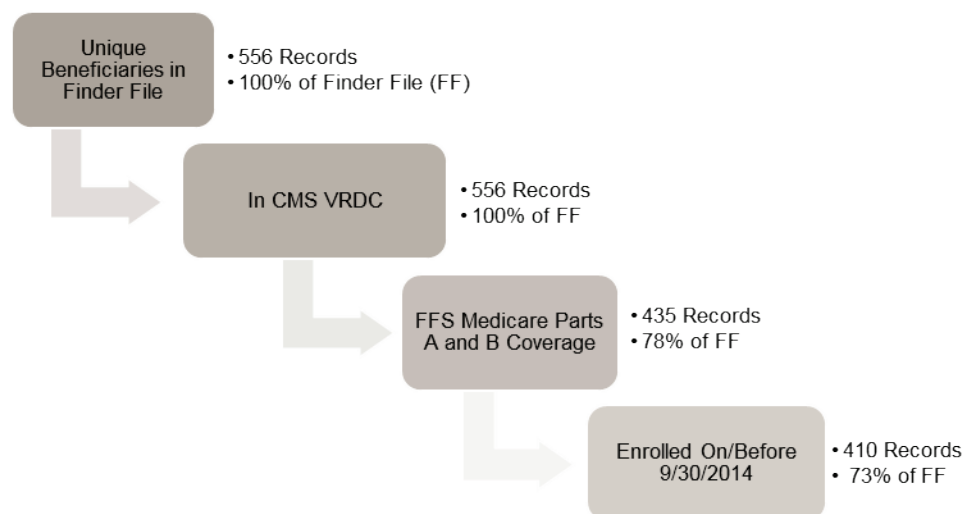 Unique
Beneficiaries in
Finder File
• 556 Records
• 100% of Finder File (FF)
In CMS VRDC
• 556 Records
• 100% of FF
FFS Medicare Parts
A and B Coverage
• 435 Records
• 78% of FF
Enrolled On/Before
9/30/2014
• 410 Records
• 73% of FF